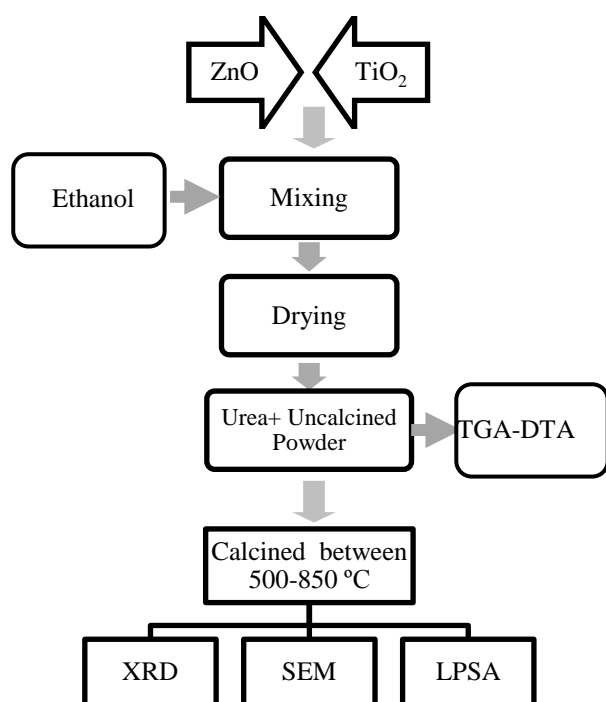 ZnO
TiO₂
Ethanol
Mixing
Drying
Urea+ Uncalcined
Powder
TGA-DTA
Calcined between
500-850 ºC
XRD
SEM
LPSA